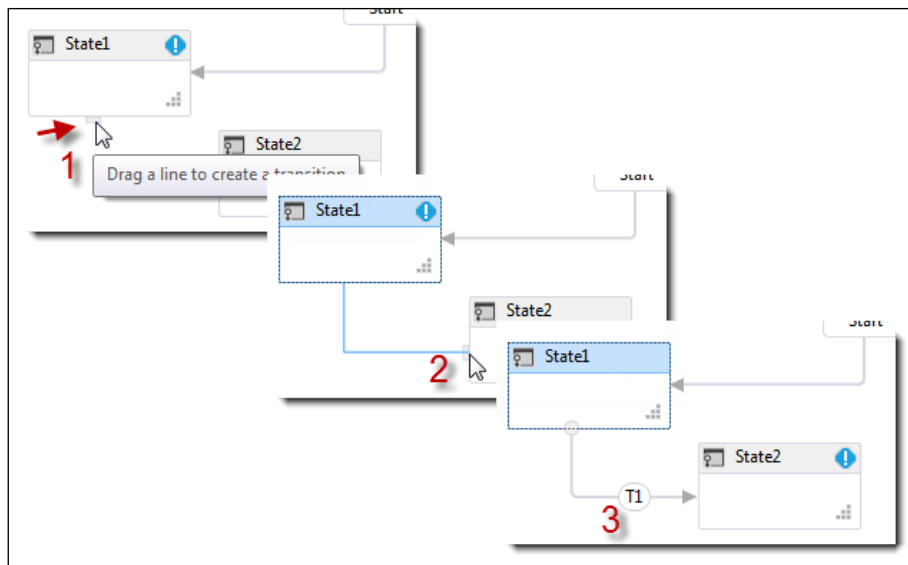 Start
State1
State2
1
Drag a line to create a transition
Start
State1
State2
2
Start
State1
State2
T1
3